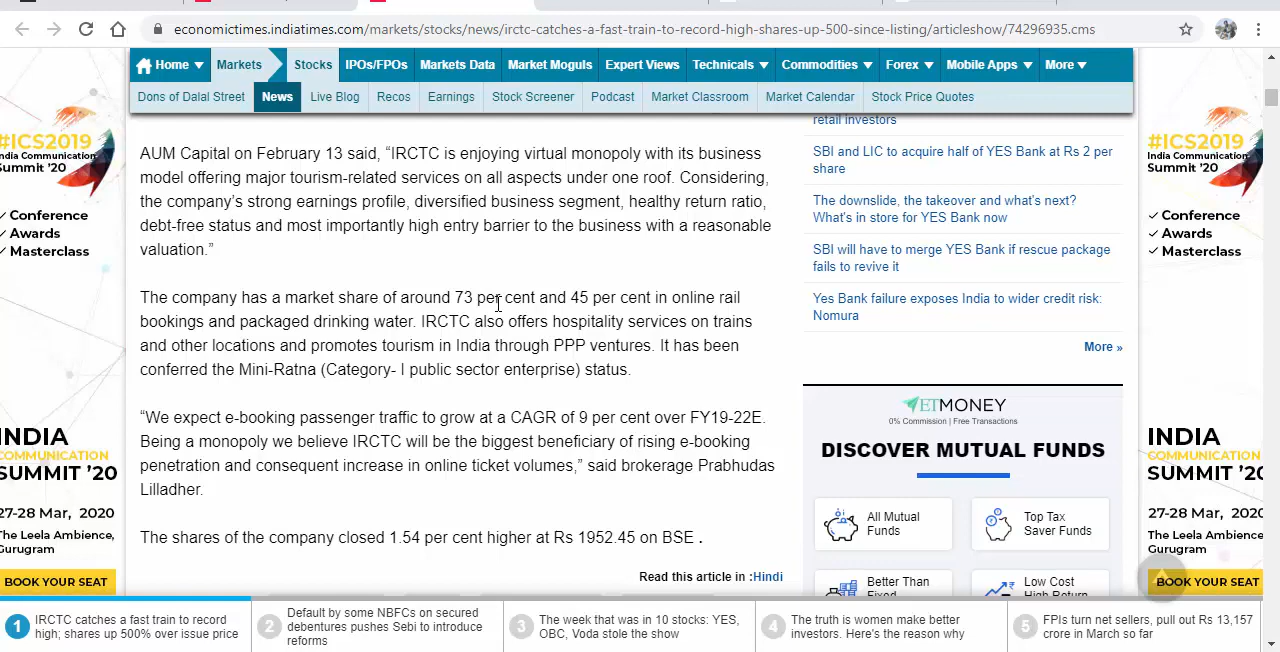 economictimes.indiatimes.com/markets/stocks/news/irctc-catches-a-fast-train-to-record-high-shares-up-500-since-listing/articleshow/74296935.cms
Home Markets Stocks IPOs/FPOs Markets Data Market Moguls Expert Views Technicals Commodities Forex Mobile Apps More
Dons of Dalal Street News Live Blog Recos Earnings Stock Screener Podcast Market Classroom Market Calendar Stock Price Quotes
AUM Capital on February 13 said, “IRCTC is enjoying virtual monopoly with its business
model offering major tourism-related services on all aspects under one roof. Considering,
the company’s strong earnings profile, diversified business segment, healthy return ratio,
debt-free status and most importantly high entry barrier to the business with a reasonable
valuation.”
The company has a market share of around 73 per cent and 45 per cent in online rail
bookings and packaged drinking water. IRCTC also offers hospitality services on trains
and other locations and promotes tourism in India through PPP ventures. It has been
conferred the Mini-Ratna (Category- I public sector enterprise) status.
“We expect e-booking passenger traffic to grow at a CAGR of 9 per cent over FY19-22E.
Being a monopoly we believe IRCTC will be the biggest beneficiary of rising e-booking
penetration and consequent increase in online ticket volumes,” said brokerage Prabhudas
Lilladher.
The shares of the company closed 1.54 per cent higher at Rs 1952.45 on BSE .
Read this article in :Hindi
retail investors
SBI and LIC to acquire half of YES Bank at Rs 2 per
share
The downside, the takeover and what's next?
What's in store for YES Bank now
SBI will have to merge YES Bank if rescue package
fails to revive it
Yes Bank failure exposes India to wider credit risk:
Nomura
More »
ETMONEY
0% Commission | Free Transactions
DISCOVER MUTUAL FUNDS
All Mutual
Funds
Top Tax
Saver Funds
Better Than
Fixed
Low Cost
High Return
#ICS2019
India Communication
Summit '20
✓ Conference
✓ Awards
✓ Masterclass
INDIA
COMMUNICATION
SUMMIT ’20
27-28 Mar, 2020
The Leela Ambience,
Gurugram
BOOK YOUR SEAT
#ICS2019
India Communication
Summit '20
✓ Conference
✓ Awards
✓ Masterclass
INDIA
COMMUNICATION
SUMMIT ’20
27-28 Mar, 2020
The Leela Ambience,
Gurugram
BOOK YOUR SEAT
1 IRCTC catches a fast train to record
high; shares up 500% over issue price
2 Default by some NBFCs on secured
debentures pushes Sebi to introduce
reforms
3 The week that was in 10 stocks: YES,
OBC, Voda stole the show
4 The truth is women make better
investors. Here's the reason why
5 FPIs turn net sellers, pull out Rs 13,157
crore in March so far